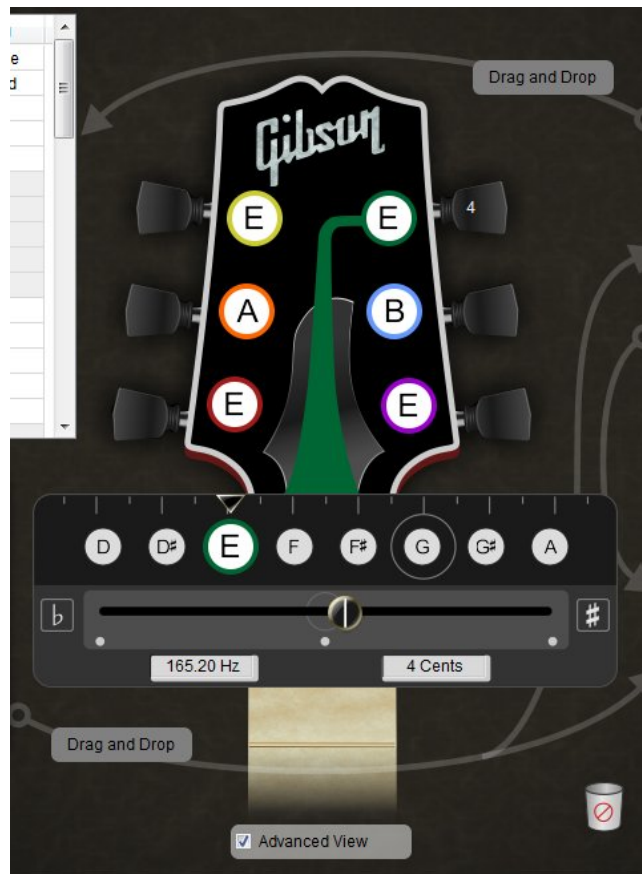 e
d
Drag and Drop
Gibson
E E 4
A B
E E
D D♯ E F F♯ G G♯ A
♭ ♯
165.20 Hz 4 Cents
Drag and Drop
Advanced View